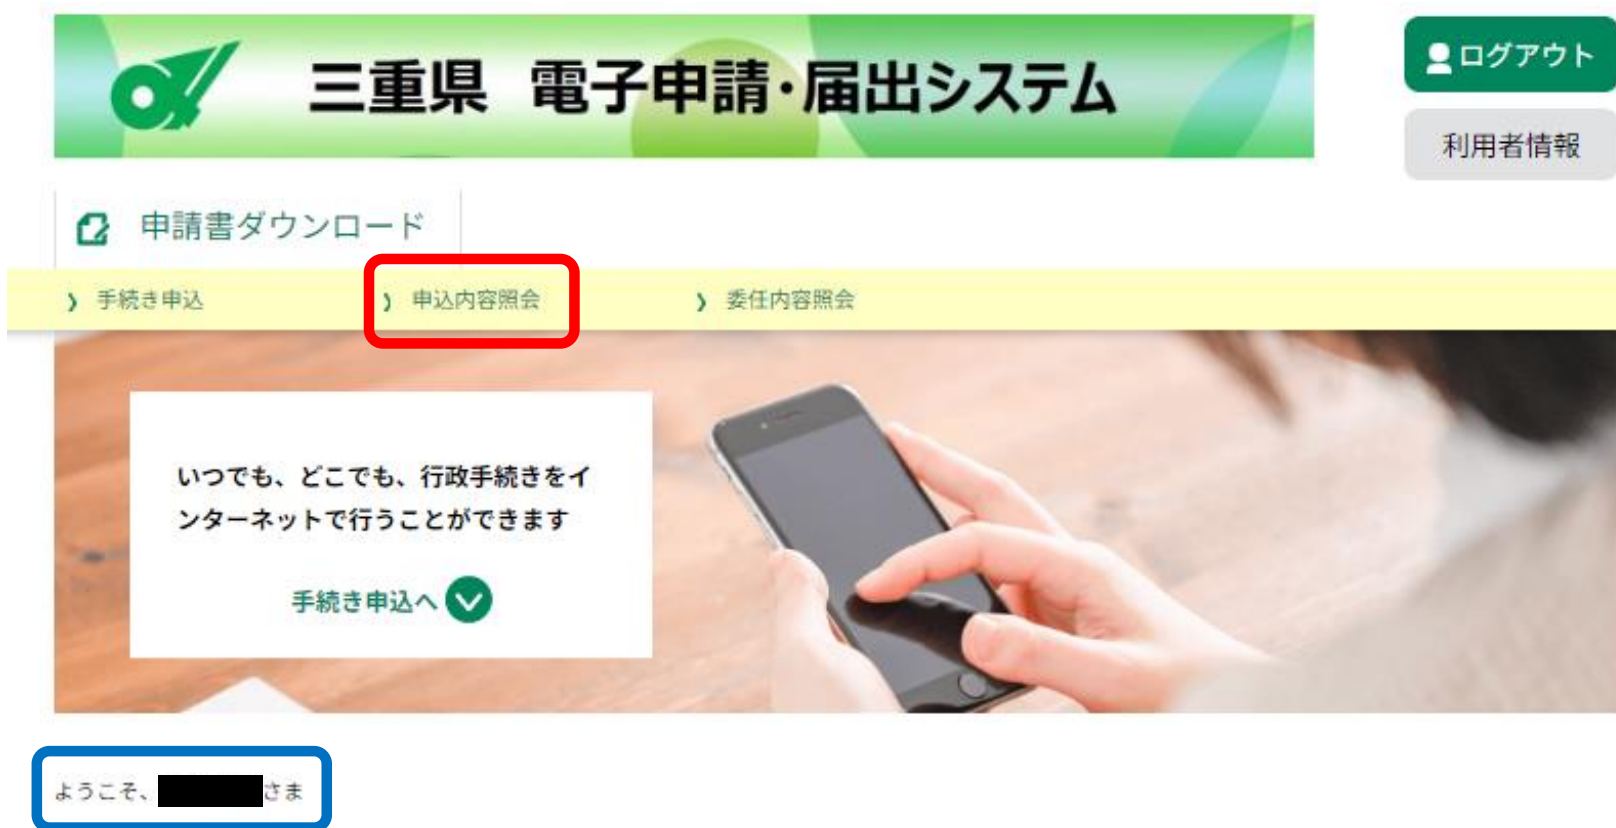 三重県 電子申請・届出システム
ログアウト
利用者情報
申請書ダウンロード
手続き申込
申込内容照会
委任内容照会
いつでも、どこでも、行政手続きをイ
ンターネットで行うことができます
手続き申込へ
ようこそ、
さま